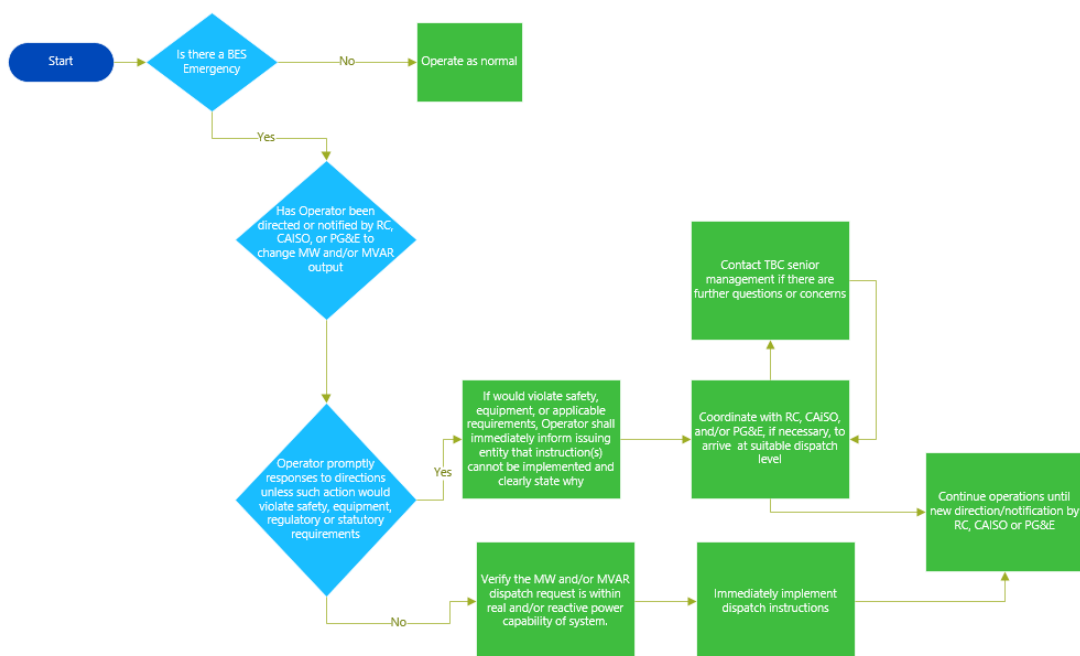 Start
Is there a BES
Emergency
No
Operate as normal
Yes
Has Operator been
directed or notified by RC,
CAISO, or PG&E to
change MW and/or MVAR
output
Contact TBC senior
management if there are
further questions or concerns
If would violate safety,
equipment, or applicable
requirements, Operator shall
immediately inform issuing
entity that instruction(s)
cannot be implemented and
clearly state why
Coordinate with RC, CAiSO,
and/or PG&E, if necessary, to
arrive at suitable dispatch
level
Operator promptly
responses to directions
unless such action would
violate safety, equipment,
regulatory or statutory
requirements
Yes
Continue operations until
new direction/notification by
RC, CAISO or PG&E
No
Verify the MW and/or MVAR
dispatch request is within
real and/or reactive power
capability of system.
Immediately implement
dispatch instructions